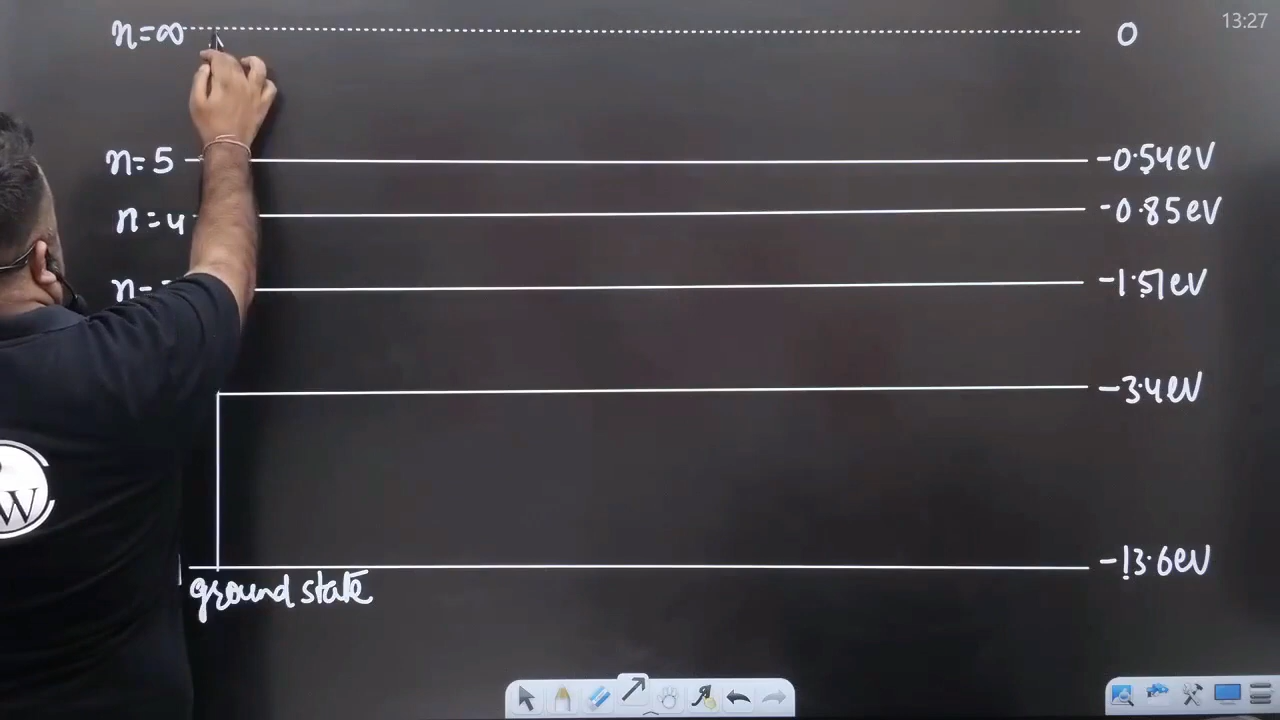 13:27
n=∞ 0
n=5 -0.54eV
n=4 -0.85eV
n= -1.51eV
-3.4eV
-13.6eV
ground state
W